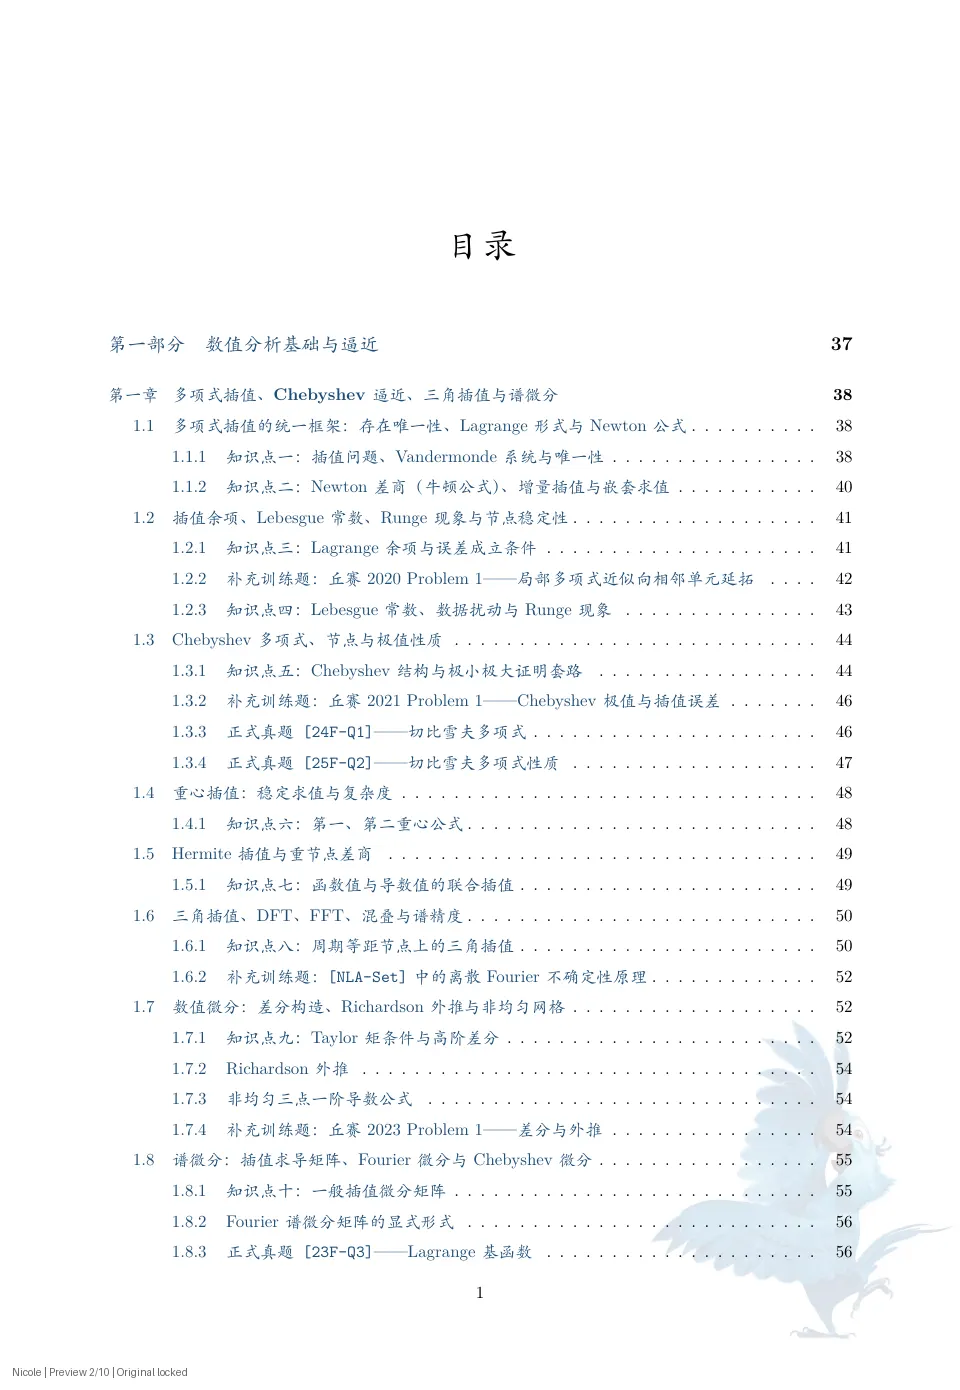 目录
第一部分 数值分析基础与逼近 37
第一章 多项式插值、Chebyshev 逼近、三角插值与谱微分 38
1.1 多项式插值的统一框架：存在唯一性、Lagrange 形式与 Newton 公式 . . . . . . . . . . 38
1.1.1 知识点一：插值问题、Vandermonde 系统与唯一性 . . . . . . . . . . . . . . . . 38
1.1.2 知识点二：Newton 差商（牛顿公式）、增量插值与嵌套求值 . . . . . . . . . . . 40
1.2 插值余项、Lebesgue 常数、Runge 现象与节点稳定性 . . . . . . . . . . . . . . . . . . . 41
1.2.1 知识点三：Lagrange 余项与误差成立条件 . . . . . . . . . . . . . . . . . . . . . 41
1.2.2 补充训练题：丘赛 2020 Problem 1——局部多项式近似向相邻单元延拓 . . . . 42
1.2.3 知识点四：Lebesgue 常数、数据扰动与 Runge 现象 . . . . . . . . . . . . . . . 43
1.3 Chebyshev 多项式、节点与极值性质 . . . . . . . . . . . . . . . . . . . . . . . . . . . . 44
1.3.1 知识点五：Chebyshev 结构与极小极大证明套路 . . . . . . . . . . . . . . . . . 44
1.3.2 补充训练题：丘赛 2021 Problem 1——Chebyshev 极值与插值误差 . . . . . . . 46
1.3.3 正式真题 [24F-Q1]——切比雪夫多项式 . . . . . . . . . . . . . . . . . . . . . . 46
1.3.4 正式真题 [25F-Q2]——切比雪夫多项式性质 . . . . . . . . . . . . . . . . . . . 47
1.4 重心插值：稳定求值与复杂度 . . . . . . . . . . . . . . . . . . . . . . . . . . . . . . . . 48
1.4.1 知识点六：第一、第二重心公式 . . . . . . . . . . . . . . . . . . . . . . . . . . . 48
1.5 Hermite 插值与重节点差商 . . . . . . . . . . . . . . . . . . . . . . . . . . . . . . . . . 49
1.5.1 知识点七：函数值与导数值的联合插值 . . . . . . . . . . . . . . . . . . . . . . . 49
1.6 三角插值、DFT、FFT、混叠与谱精度 . . . . . . . . . . . . . . . . . . . . . . . . . . . 50
1.6.1 知识点八：周期等距节点上的三角插值 . . . . . . . . . . . . . . . . . . . . . . . 50
1.6.2 补充训练题：[NLA-Set] 中的离散 Fourier 不确定性原理 . . . . . . . . . . . . . 52
1.7 数值微分：差分构造、Richardson 外推与非均匀网格 . . . . . . . . . . . . . . . . . . . 52
1.7.1 知识点九：Taylor 矩条件与高阶差分 . . . . . . . . . . . . . . . . . . . . . . . . 52
1.7.2 Richardson 外推 . . . . . . . . . . . . . . . . . . . . . . . . . . . . . . . . . . . 54
1.7.3 非均匀三点一阶导数公式 . . . . . . . . . . . . . . . . . . . . . . . . . . . . . . 54
1.7.4 补充训练题：丘赛 2023 Problem 1——差分与外推 . . . . . . . . . . . . . . . . 54
1.8 谱微分：插值求导矩阵、Fourier 微分与 Chebyshev 微分 . . . . . . . . . . . . . . . . . 55
1.8.1 知识点十：一般插值微分矩阵 . . . . . . . . . . . . . . . . . . . . . . . . . . . . 55
1.8.2 Fourier 谱微分矩阵的显式形式 . . . . . . . . . . . . . . . . . . . . . . . . . . . 56
1.8.3 正式真题 [23F-Q3]——Lagrange 基函数 . . . . . . . . . . . . . . . . . . . . . 56
1
Nicole | Preview 2/10 | Original locked